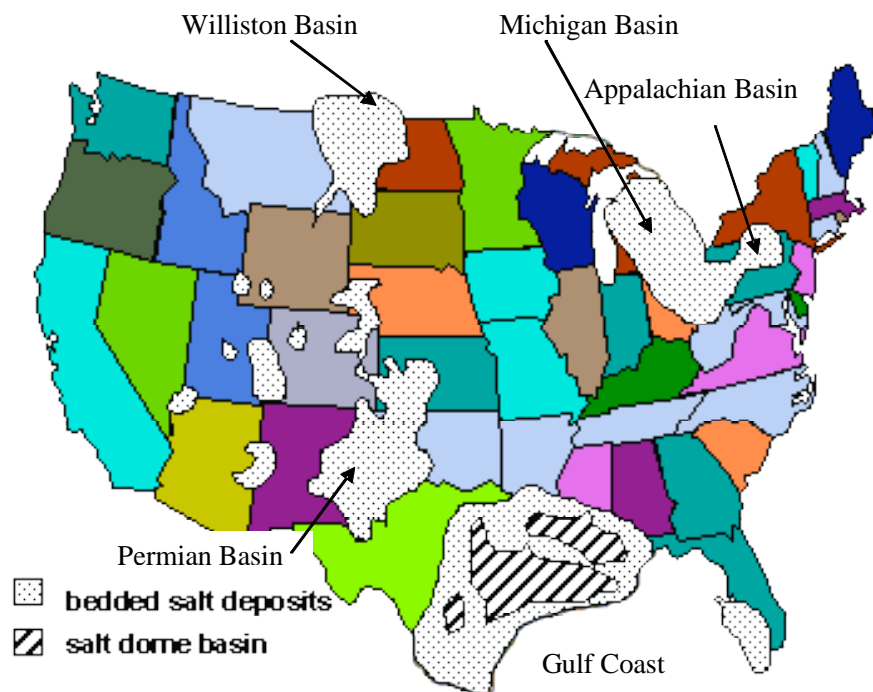 Williston Basin
Michigan Basin
Appalachian Basin
Permian Basin
bedded salt deposits
salt dome basin
Gulf Coast